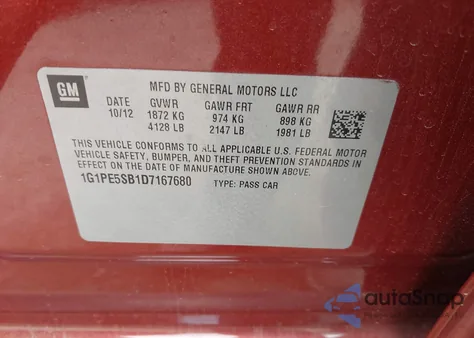 GM
MFD BY GENERAL MOTORS LLC
DATE GVWR GAWR FRT GAWR RR
10/12 1872 KG 974 KG 898 KG
4128 LB 2147 LB 1981 LB
THIS VEHICLE CONFORMS TO ALL APPLICABLE U.S. FEDERAL MOTOR
VEHICLE SAFETY, BUMPER, AND THEFT PREVENTION STANDARDS IN
EFFECT ON THE DATE OF MANUFACTURE SHOWN ABOVE.
1G1PE5SB1D7167680 TYPE: PASS CAR
autoSnap